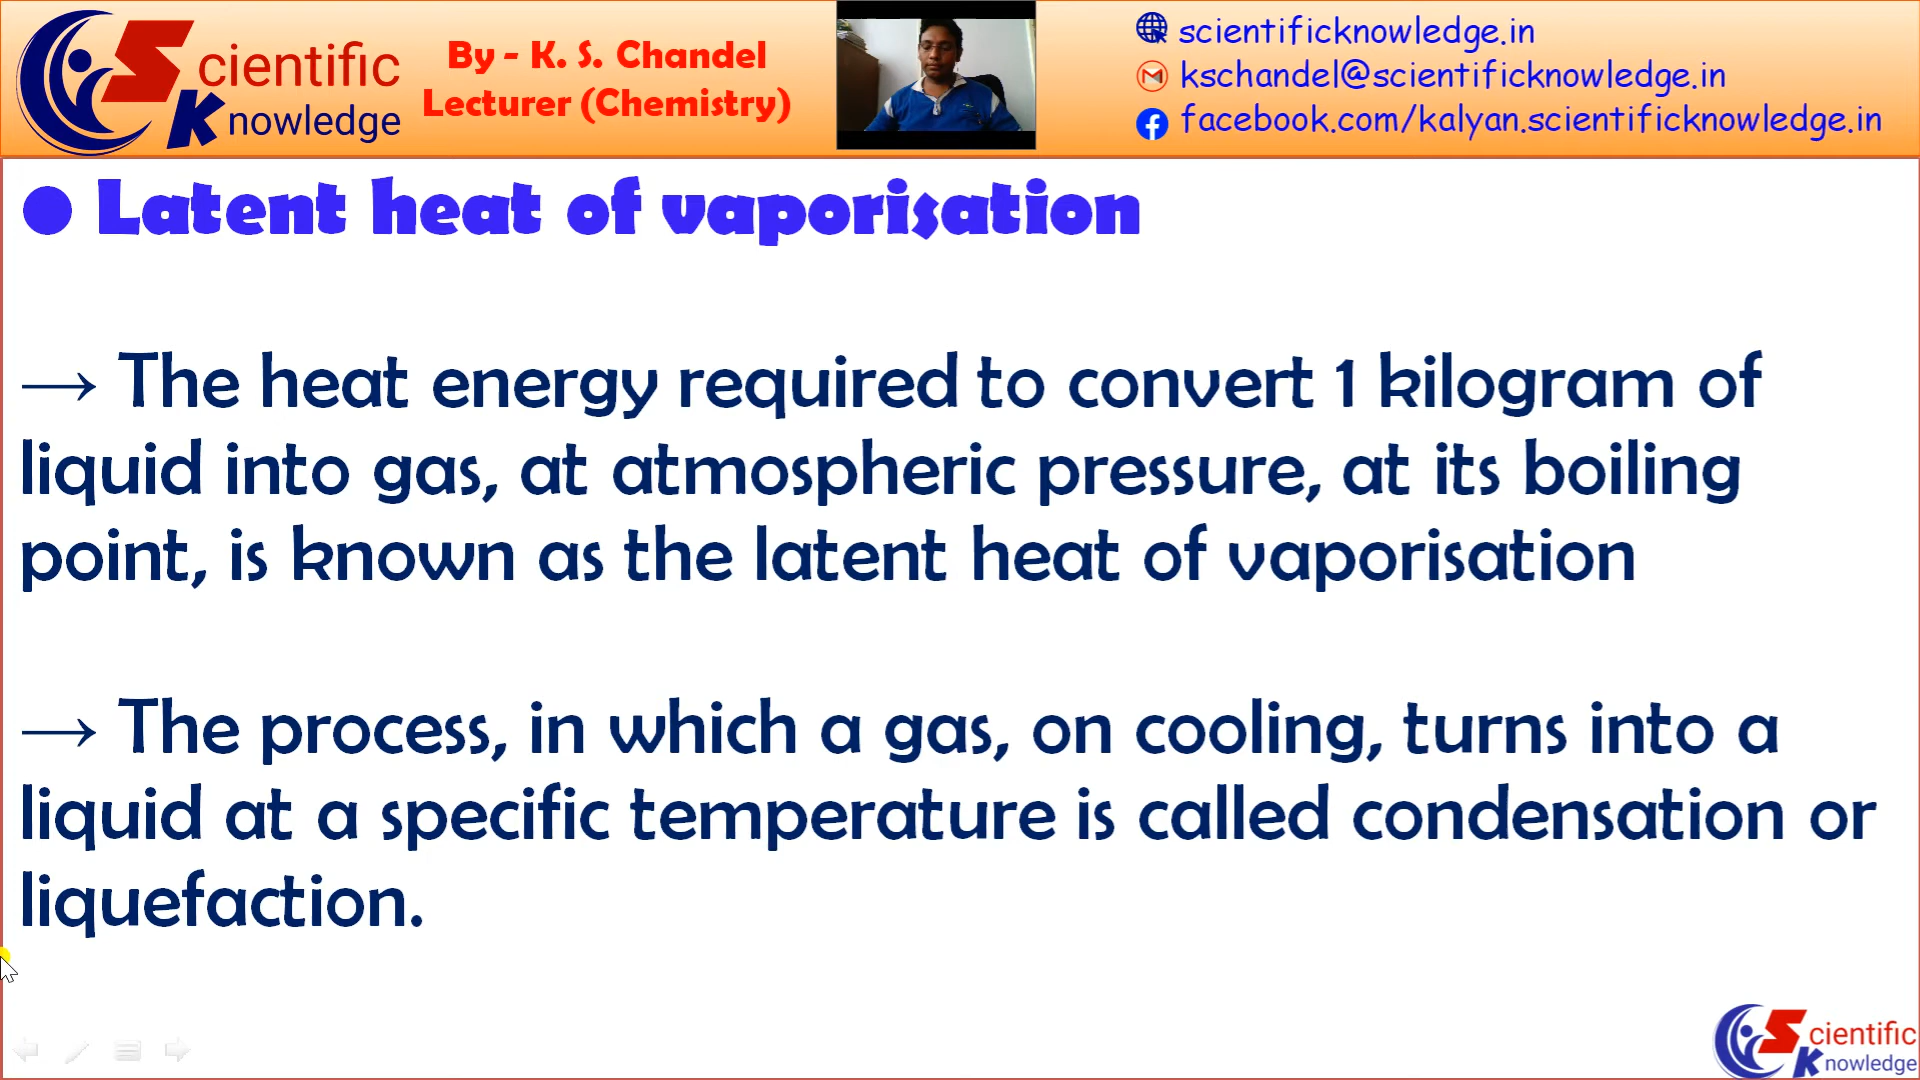 Scientific
Knowledge
By - K. S. Chandel
Lecturer (Chemistry)
scientificknowledge.in
kschandel@scientificknowledge.in
facebook.com/kalyan.scientificknowledge.in
● Latent heat of vaporisation
→ The heat energy required to convert 1 kilogram of
liquid into gas, at atmospheric pressure, at its boiling
point, is known as the latent heat of vaporisation
→ The process, in which a gas, on cooling, turns into a
liquid at a specific temperature is called condensation or
liquefaction.
Scientific
Knowledge